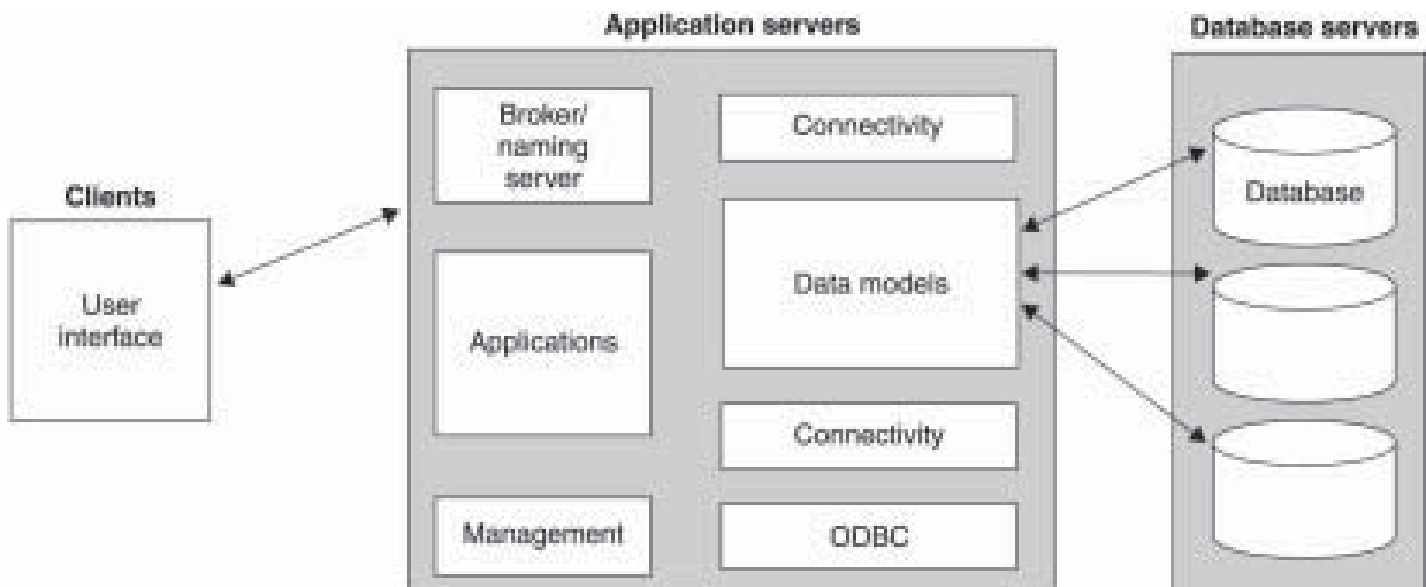 Application servers
Database servers
Clients
User
interface
Broker/
naming
server
Applications
Management
Connectivity
Data models
Connectivity
ODBC
Database